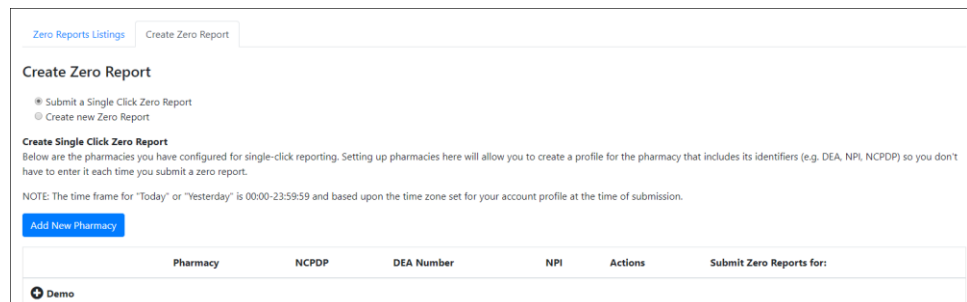 Zero Reports Listings Create Zero Report
Create Zero Report
Submit a Single Click Zero Report
Create new Zero Report
Create Single Click Zero Report
Below are the pharmacies you have configured for single-click reporting. Setting up pharmacies here will allow you to create a profile for the pharmacy that includes its identifiers (e.g. DEA, NPI, NCPDP) so you don't
have to enter it each time you submit a zero report.
NOTE: The time frame for "Today" or "Yesterday" is 00:00-23:59:59 and based upon the time zone set for your account profile at the time of submission.
Add New Pharmacy
Pharmacy NCPDP DEA Number NPI Actions Submit Zero Reports for:
Demo